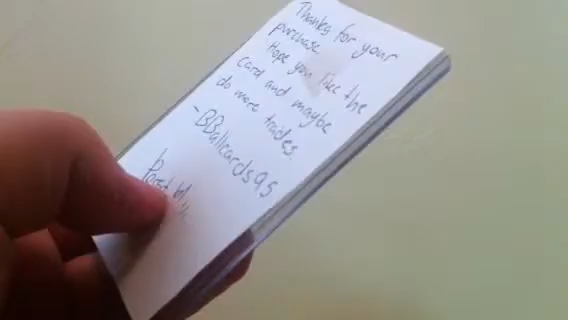 Thanks for your
purchase.
Hope you like the
card and maybe
do more trades.
-BBallcards95